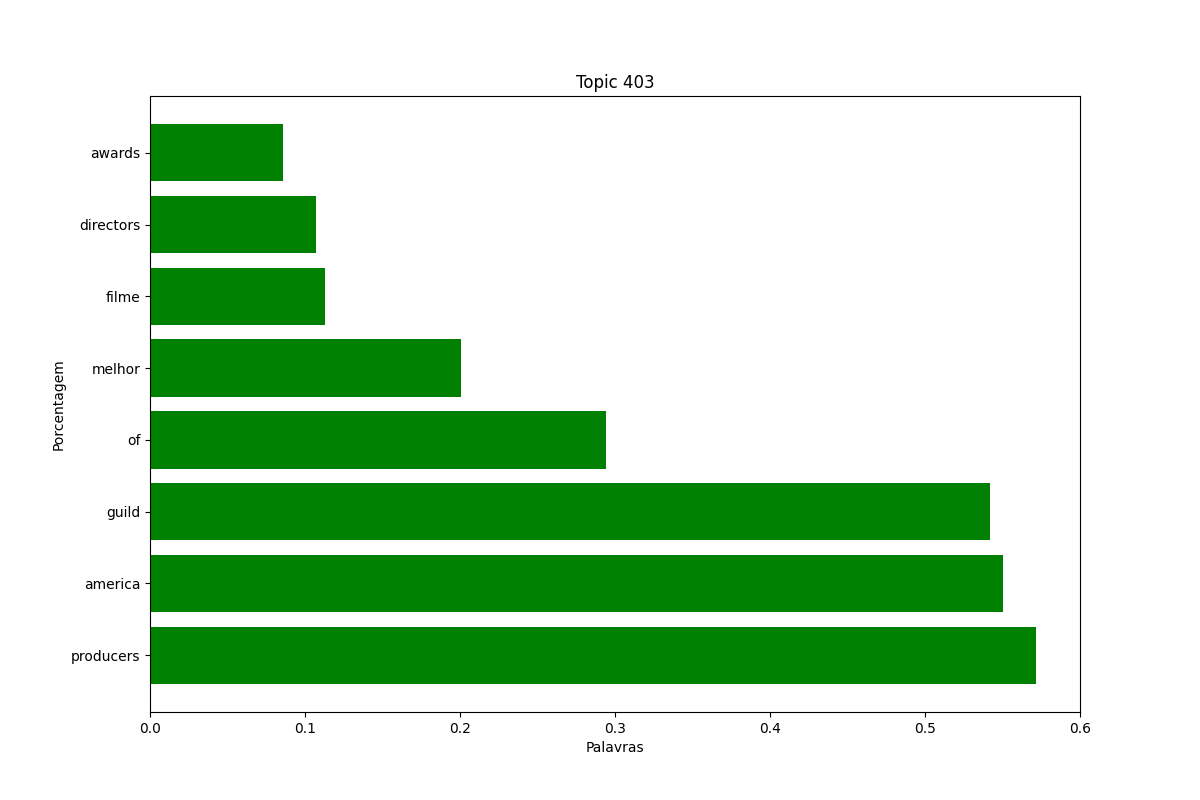 Topic 403
awards
directors
filme
melhor
of
guild
america
producers
Porcentagem
0.0 0.1 0.2 0.3 0.4 0.5 0.6
Palavras